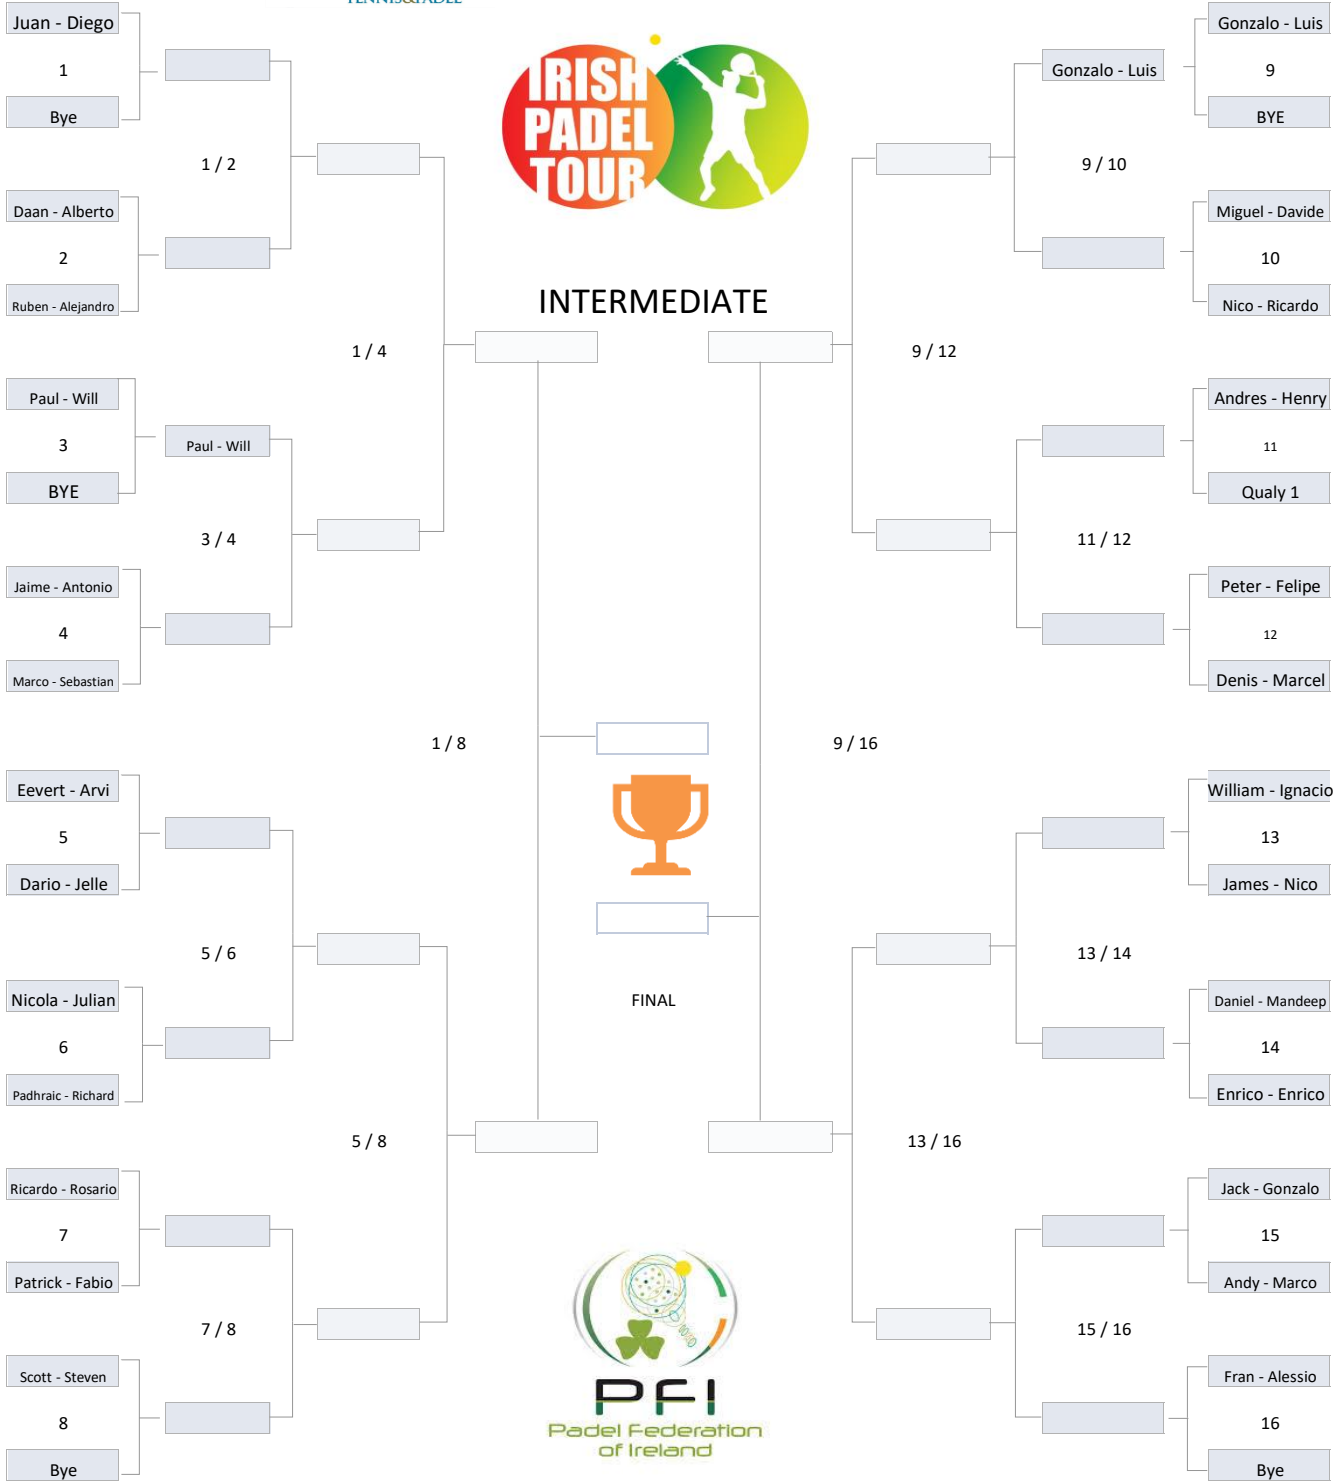 TENNIS&PADEL
Juan - Diego
1
Bye
1 / 2
Daan - Alberto
2
Ruben - Alejandro
1 / 4
Paul - Will
3
BYE
Paul - Will
3 / 4
Jaime - Antonio
4
Marco - Sebastian
1 / 8
Eevert - Arvi
5
Dario - Jelle
5 / 6
Nicola - Julian
6
Padhraic - Richard
5 / 8
Ricardo - Rosario
7
Patrick - Fabio
7 / 8
Scott - Steven
8
Bye
IRISH
PADEL
TOUR
INTERMEDIATE
FINAL
PFI
Padel Federation
of Ireland
Gonzalo - Luis
9
BYE
Gonzalo - Luis
9 / 10
Miguel - Davide
10
Nico - Ricardo
9 / 12
Andres - Henry
11
Qualy 1
11 / 12
Peter - Felipe
12
Denis - Marcel
9 / 16
William - Ignacio
13
James - Nico
13 / 14
Daniel - Mandeep
14
Enrico - Enrico
13 / 16
Jack - Gonzalo
15
Andy - Marco
15 / 16
Fran - Alessio
16
Bye